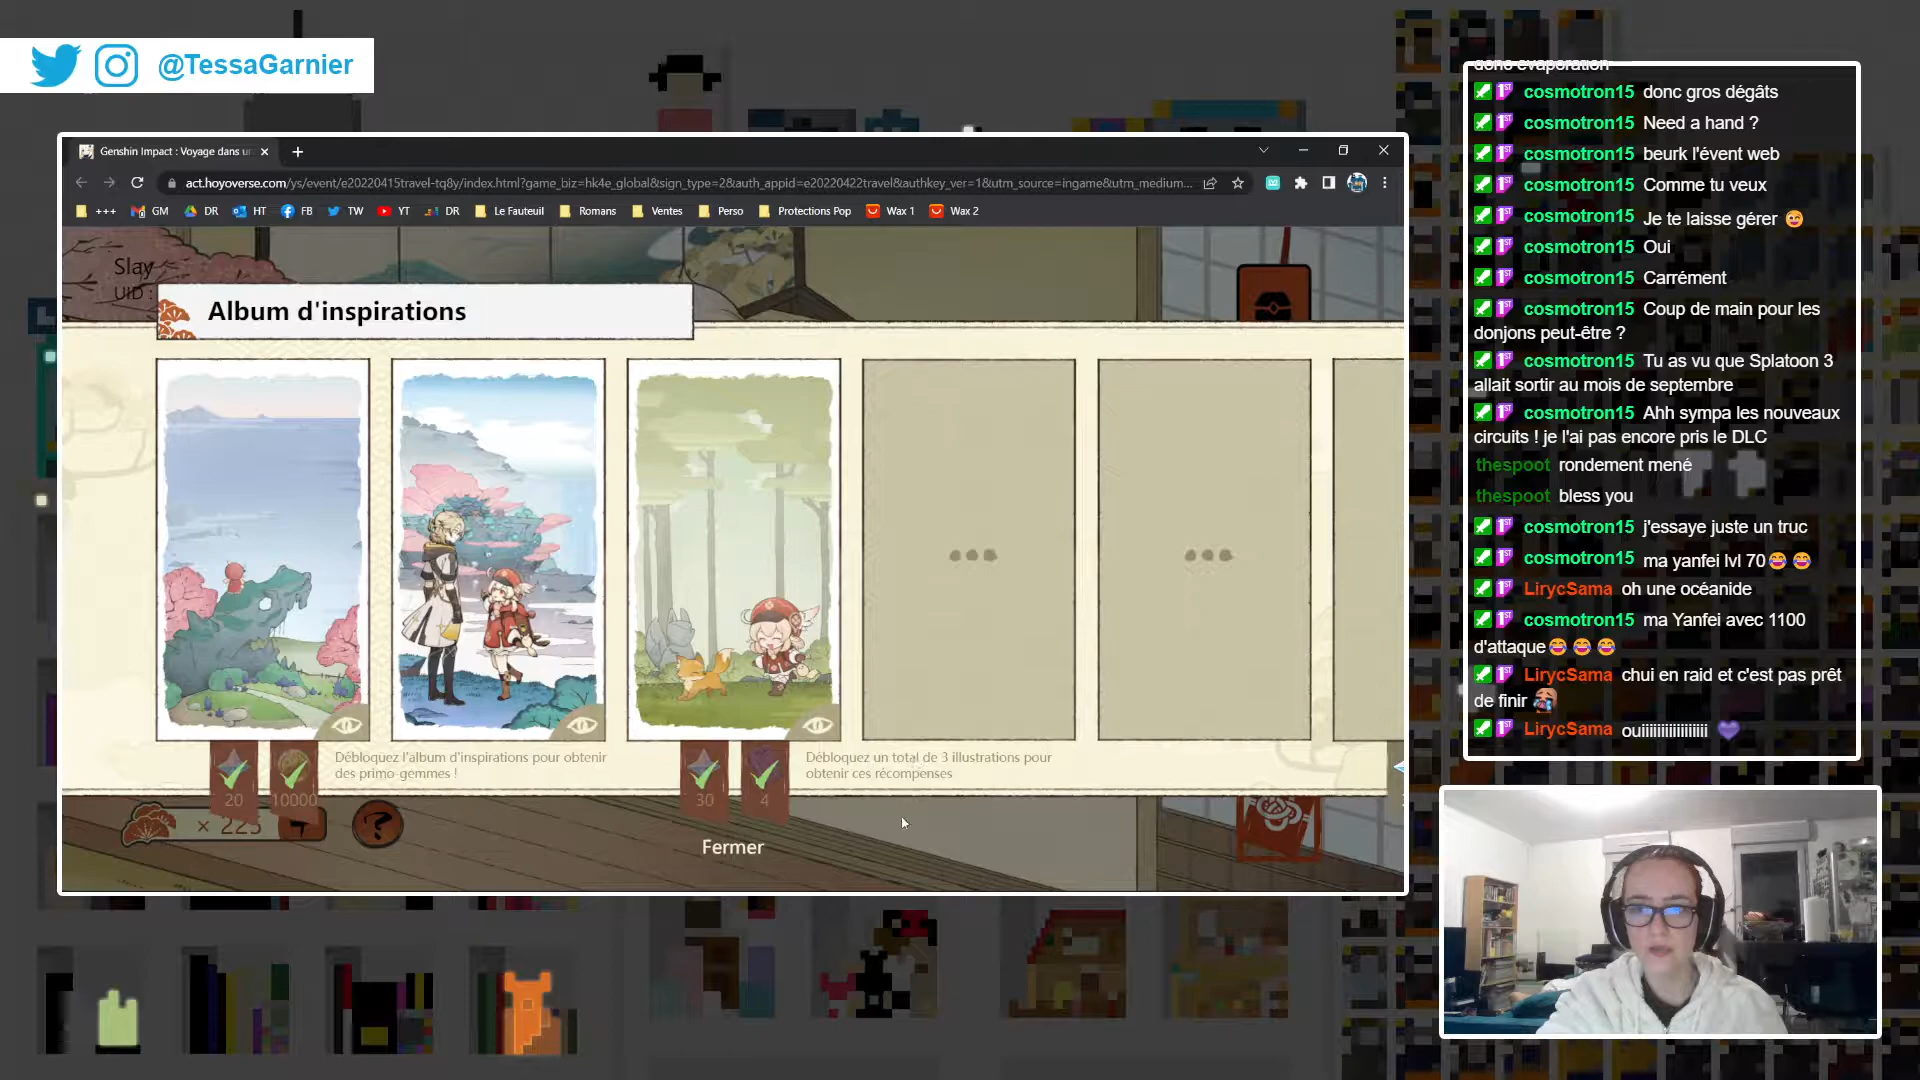 @TessaGarnier
Genshin Impact : Voyage dans un
act.hoyoverse.com/ys/event/e20220415travel-tq8y/index.html?game_biz=hk4e_global&sign_type=2&auth_appid=e20220422travel&authkey_ver=1&utm_source=ingame&utm_medium...
+++ GM DR HT FB TW YT DR Le Fauteuil Romans Ventes Perso Protections Pop Wax 1 Wax 2
Slay
UID :
Album d'inspirations
Débloquez l'album d'inspirations pour obtenir
des primo-gemmes !
20 10000
Débloquez un total de 3 illustrations pour
obtenir ces récompenses
30 4
× 225
?
Fermer
donc evaporation
cosmotron15 donc gros dégâts
cosmotron15 Need a hand ?
cosmotron15 beurk l'évent web
cosmotron15 Comme tu veux
cosmotron15 Je te laisse gérer
cosmotron15 Oui
cosmotron15 Carrément
cosmotron15 Coup de main pour les
donjons peut-être ?
cosmotron15 Tu as vu que Splatoon 3
allait sortir au mois de septembre
cosmotron15 Ahh sympa les nouveaux
circuits ! je l'ai pas encore pris le DLC
thespoot rondement mené
thespoot bless you
cosmotron15 j'essaye juste un truc
cosmotron15 ma yanfei lvl 70
LirycSama oh une océanide
cosmotron15 ma Yanfei avec 1100
d'attaque
LirycSama chui en raid et c'est pas prêt
de finir
LirycSama ouiiiiiiiiiiiiiiiii